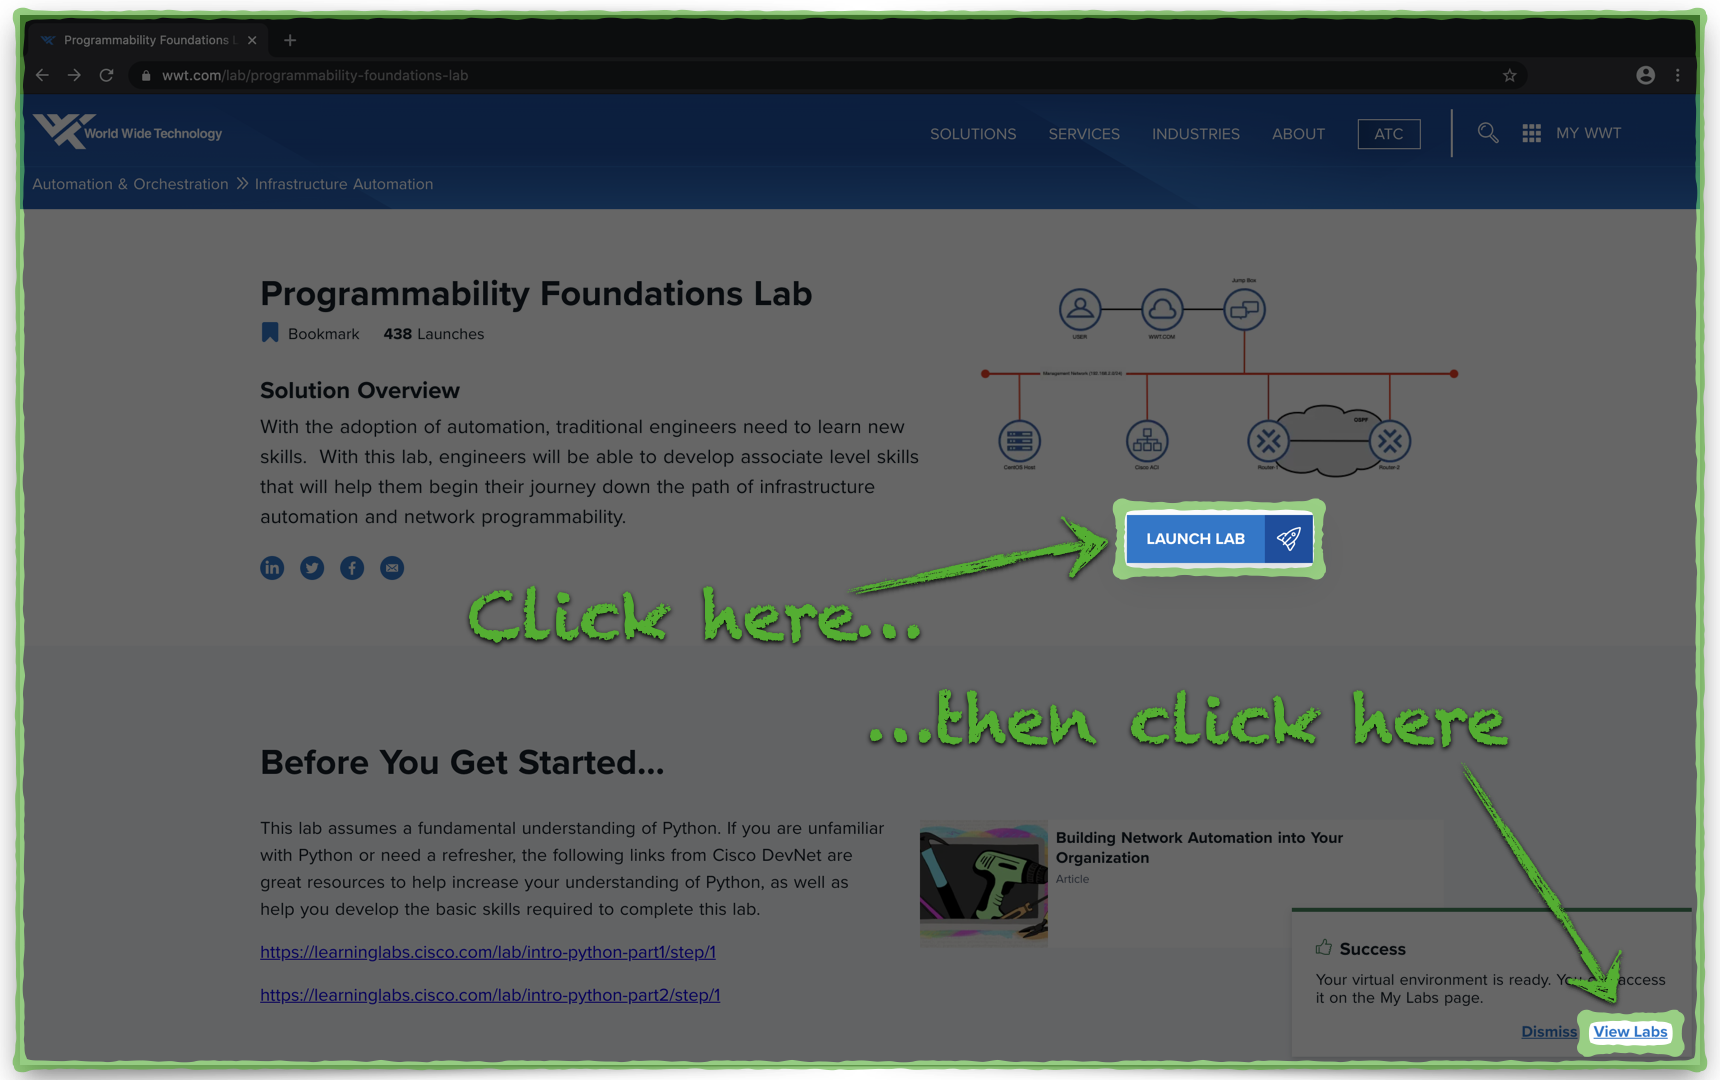 Programmability Foundations L
wwt.com/lab/programmability-foundations-lab
World Wide Technology
SOLUTIONS SERVICES INDUSTRIES ABOUT ATC MY WWT
Automation & Orchestration Infrastructure Automation
Programmability Foundations Lab
Bookmark 438 Launches
Solution Overview
With the adoption of automation, traditional engineers need to learn new
skills. With this lab, engineers will be able to develop associate level skills
that will help them begin their journey down the path of infrastructure
automation and network programmability.
Jump Box
USER WWT.COM
Management Network (192.168.2.0/24)
OSPF
CentOS Host Cisco ACI Router-1 Router-2
LAUNCH LAB
Click here...
...then click here
Before You Get Started...
This lab assumes a fundamental understanding of Python. If you are unfamiliar
with Python or need a refresher, the following links from Cisco DevNet are
great resources to help increase your understanding of Python, as well as
help you develop the basic skills required to complete this lab.
https://learninglabs.cisco.com/lab/intro-python-part1/step/1
https://learninglabs.cisco.com/lab/intro-python-part2/step/1
Building Network Automation into Your
Organization
Article
Success
Your virtual environment is ready. You access
it on the My Labs page.
Dismiss View Labs